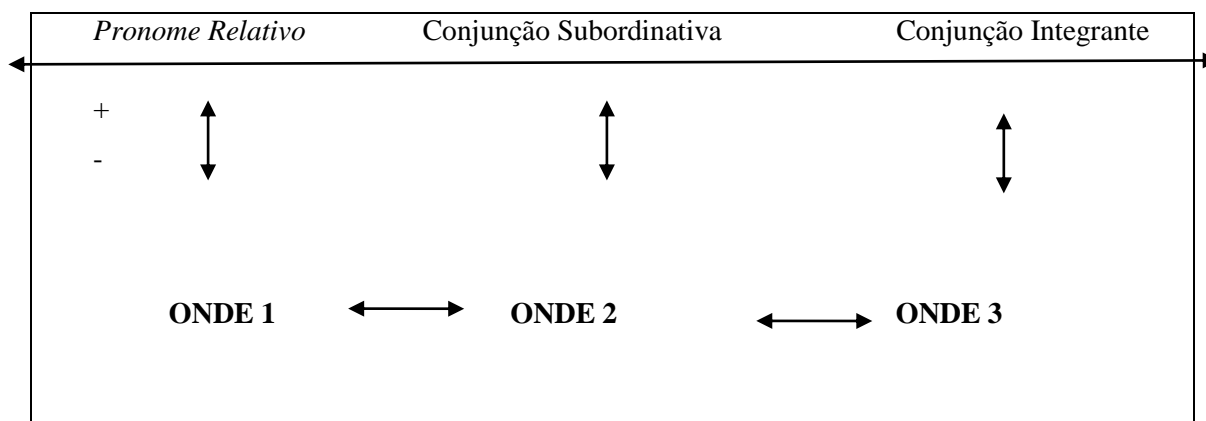 Pronome Relativo Conjunção Subordinativa Conjunção Integrante
+
-
ONDE 1 ONDE 2 ONDE 3